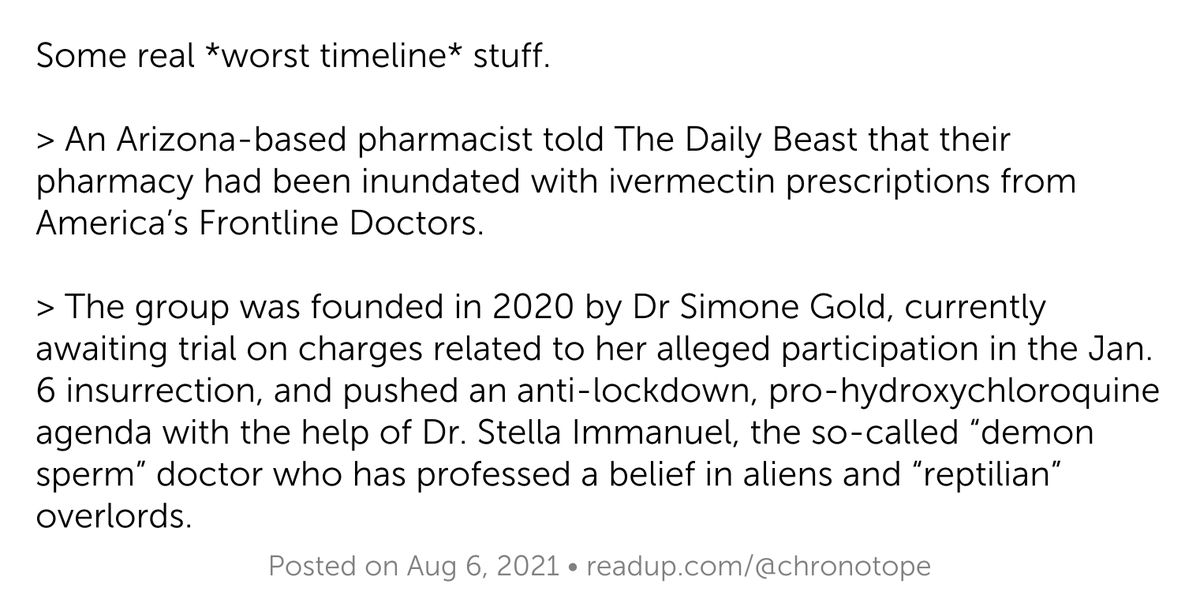 Some real *worst timeline* stuff.
> An Arizona-based pharmacist told The Daily Beast that their
pharmacy had been inundated with ivermectin prescriptions from
America’s Frontline Doctors.
> The group was founded in 2020 by Dr Simone Gold, currently
awaiting trial on charges related to her alleged participation in the Jan.
6 insurrection, and pushed an anti-lockdown, pro-hydroxychloroquine
agenda with the help of Dr. Stella Immanuel, the so-called “demon
sperm” doctor who has professed a belief in aliens and “reptilian”
overlords.
Posted on Aug 6, 2021 • readup.com/@chronotope